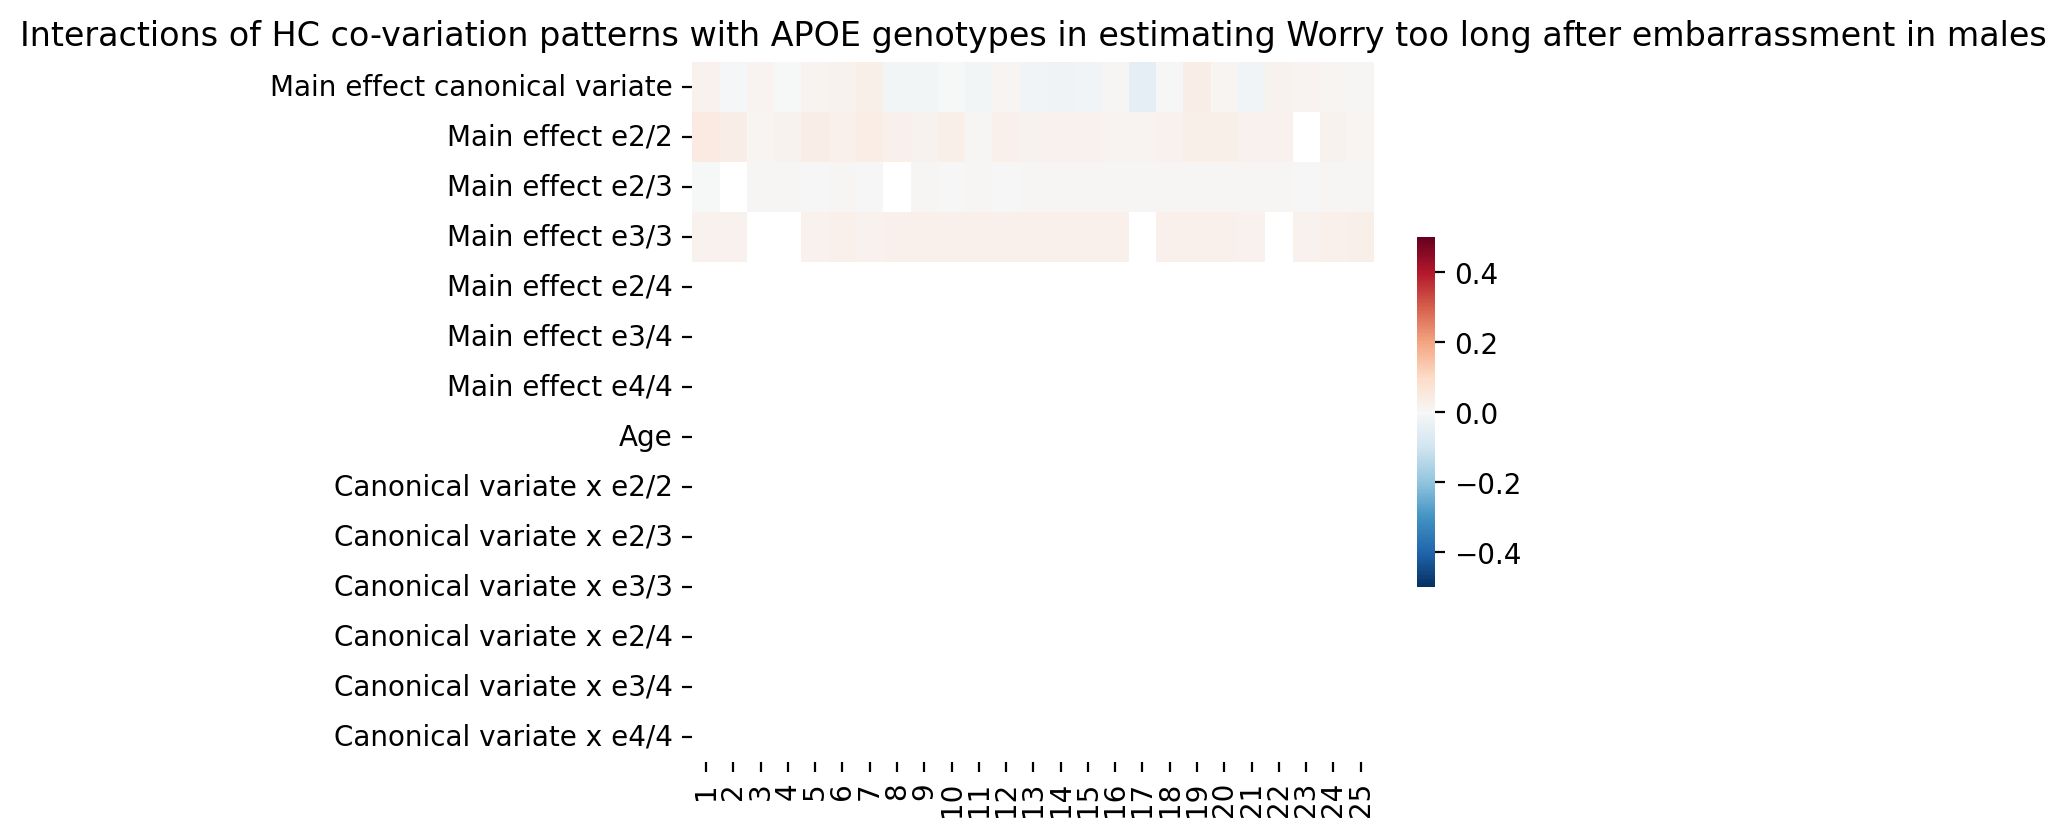 Interactions of HC co-variation patterns with APOE genotypes in estimating Worry too long after embarrassment in males
Main effect canonical variate
Main effect e2/2
Main effect e2/3
Main effect e3/3
Main effect e2/4
Main effect e3/4
Main effect e4/4
Age
Canonical variate x e2/2
Canonical variate x e2/3
Canonical variate x e3/3
Canonical variate x e2/4
Canonical variate x e3/4
Canonical variate x e4/4
1 2 3 4 5 6 7 8 9 10 11 12 13 14 15 16 17 18 19 20 21 22 23 24 25
0.4
0.2
0.0
−0.2
−0.4